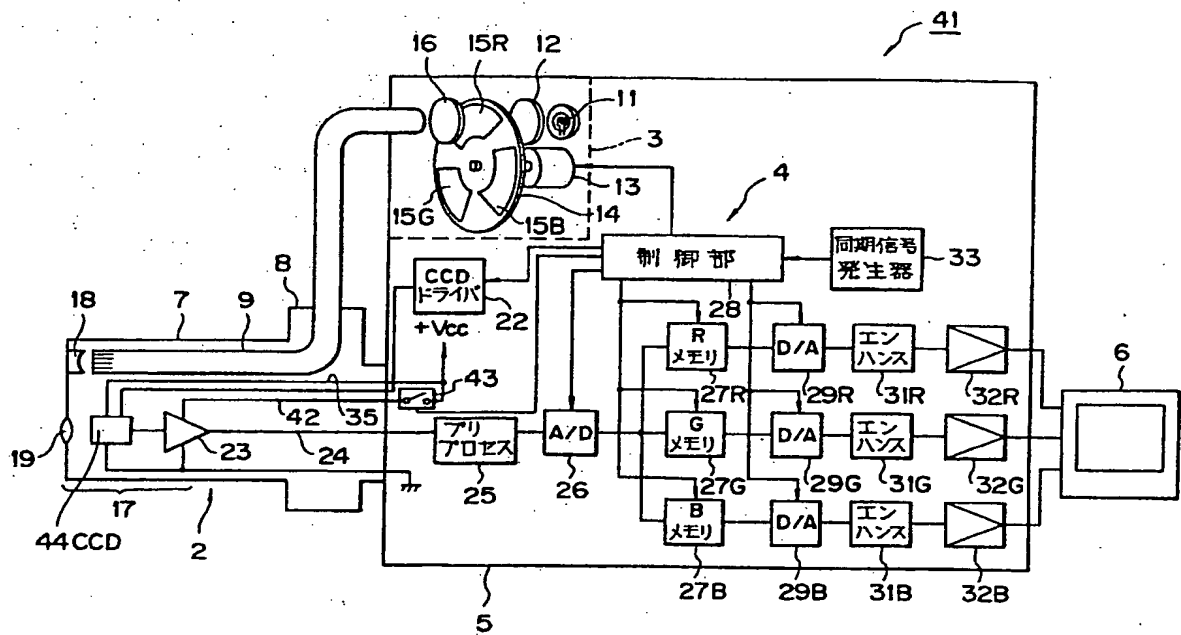 41
16
15R
12
11
3
13
14
15G
15B
4
制御部
28
同期信号
発生器
33
CCD
ドライバ
22
+Vcc
8
7
9
18
43
42
35
19
23
24
プリ
プロセス
25
A/D
26
R
メモリ
27R
D/A
29R
エン
ハンス
31R
32R
6
G
メモリ
27G
D/A
29G
エン
ハンス
31G
32G
B
メモリ
27B
D/A
29B
エン
ハンス
31B
32B
17
2
44CCD
5